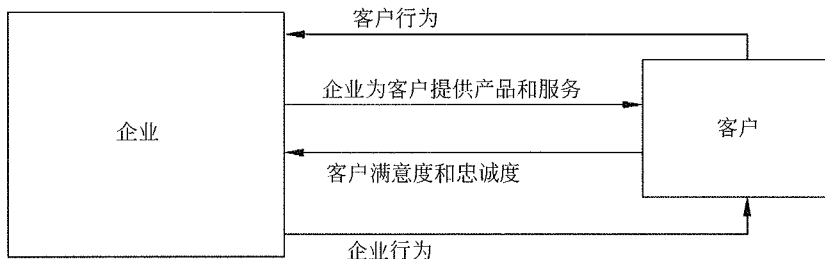 客户行为
企业为客户提供产品和服务
企业
客户
客户满意度和忠诚度
企业行为